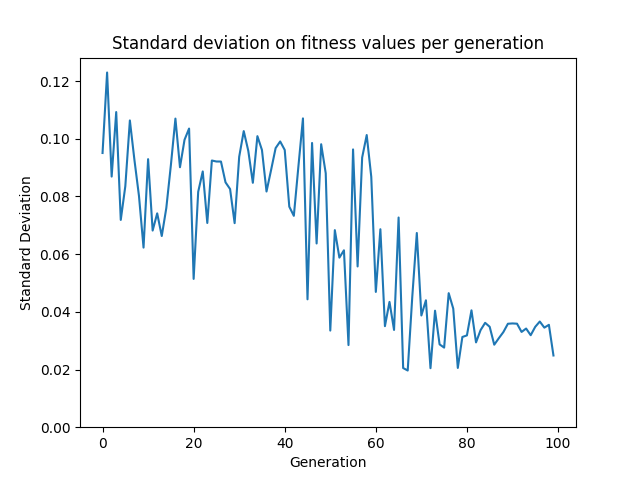 Standard deviation on fitness values per generation
0.12
0.10
0.08
0.06
0.04
0.02
0.00
Standard Deviation
0 20 40 60 80 100
Generation